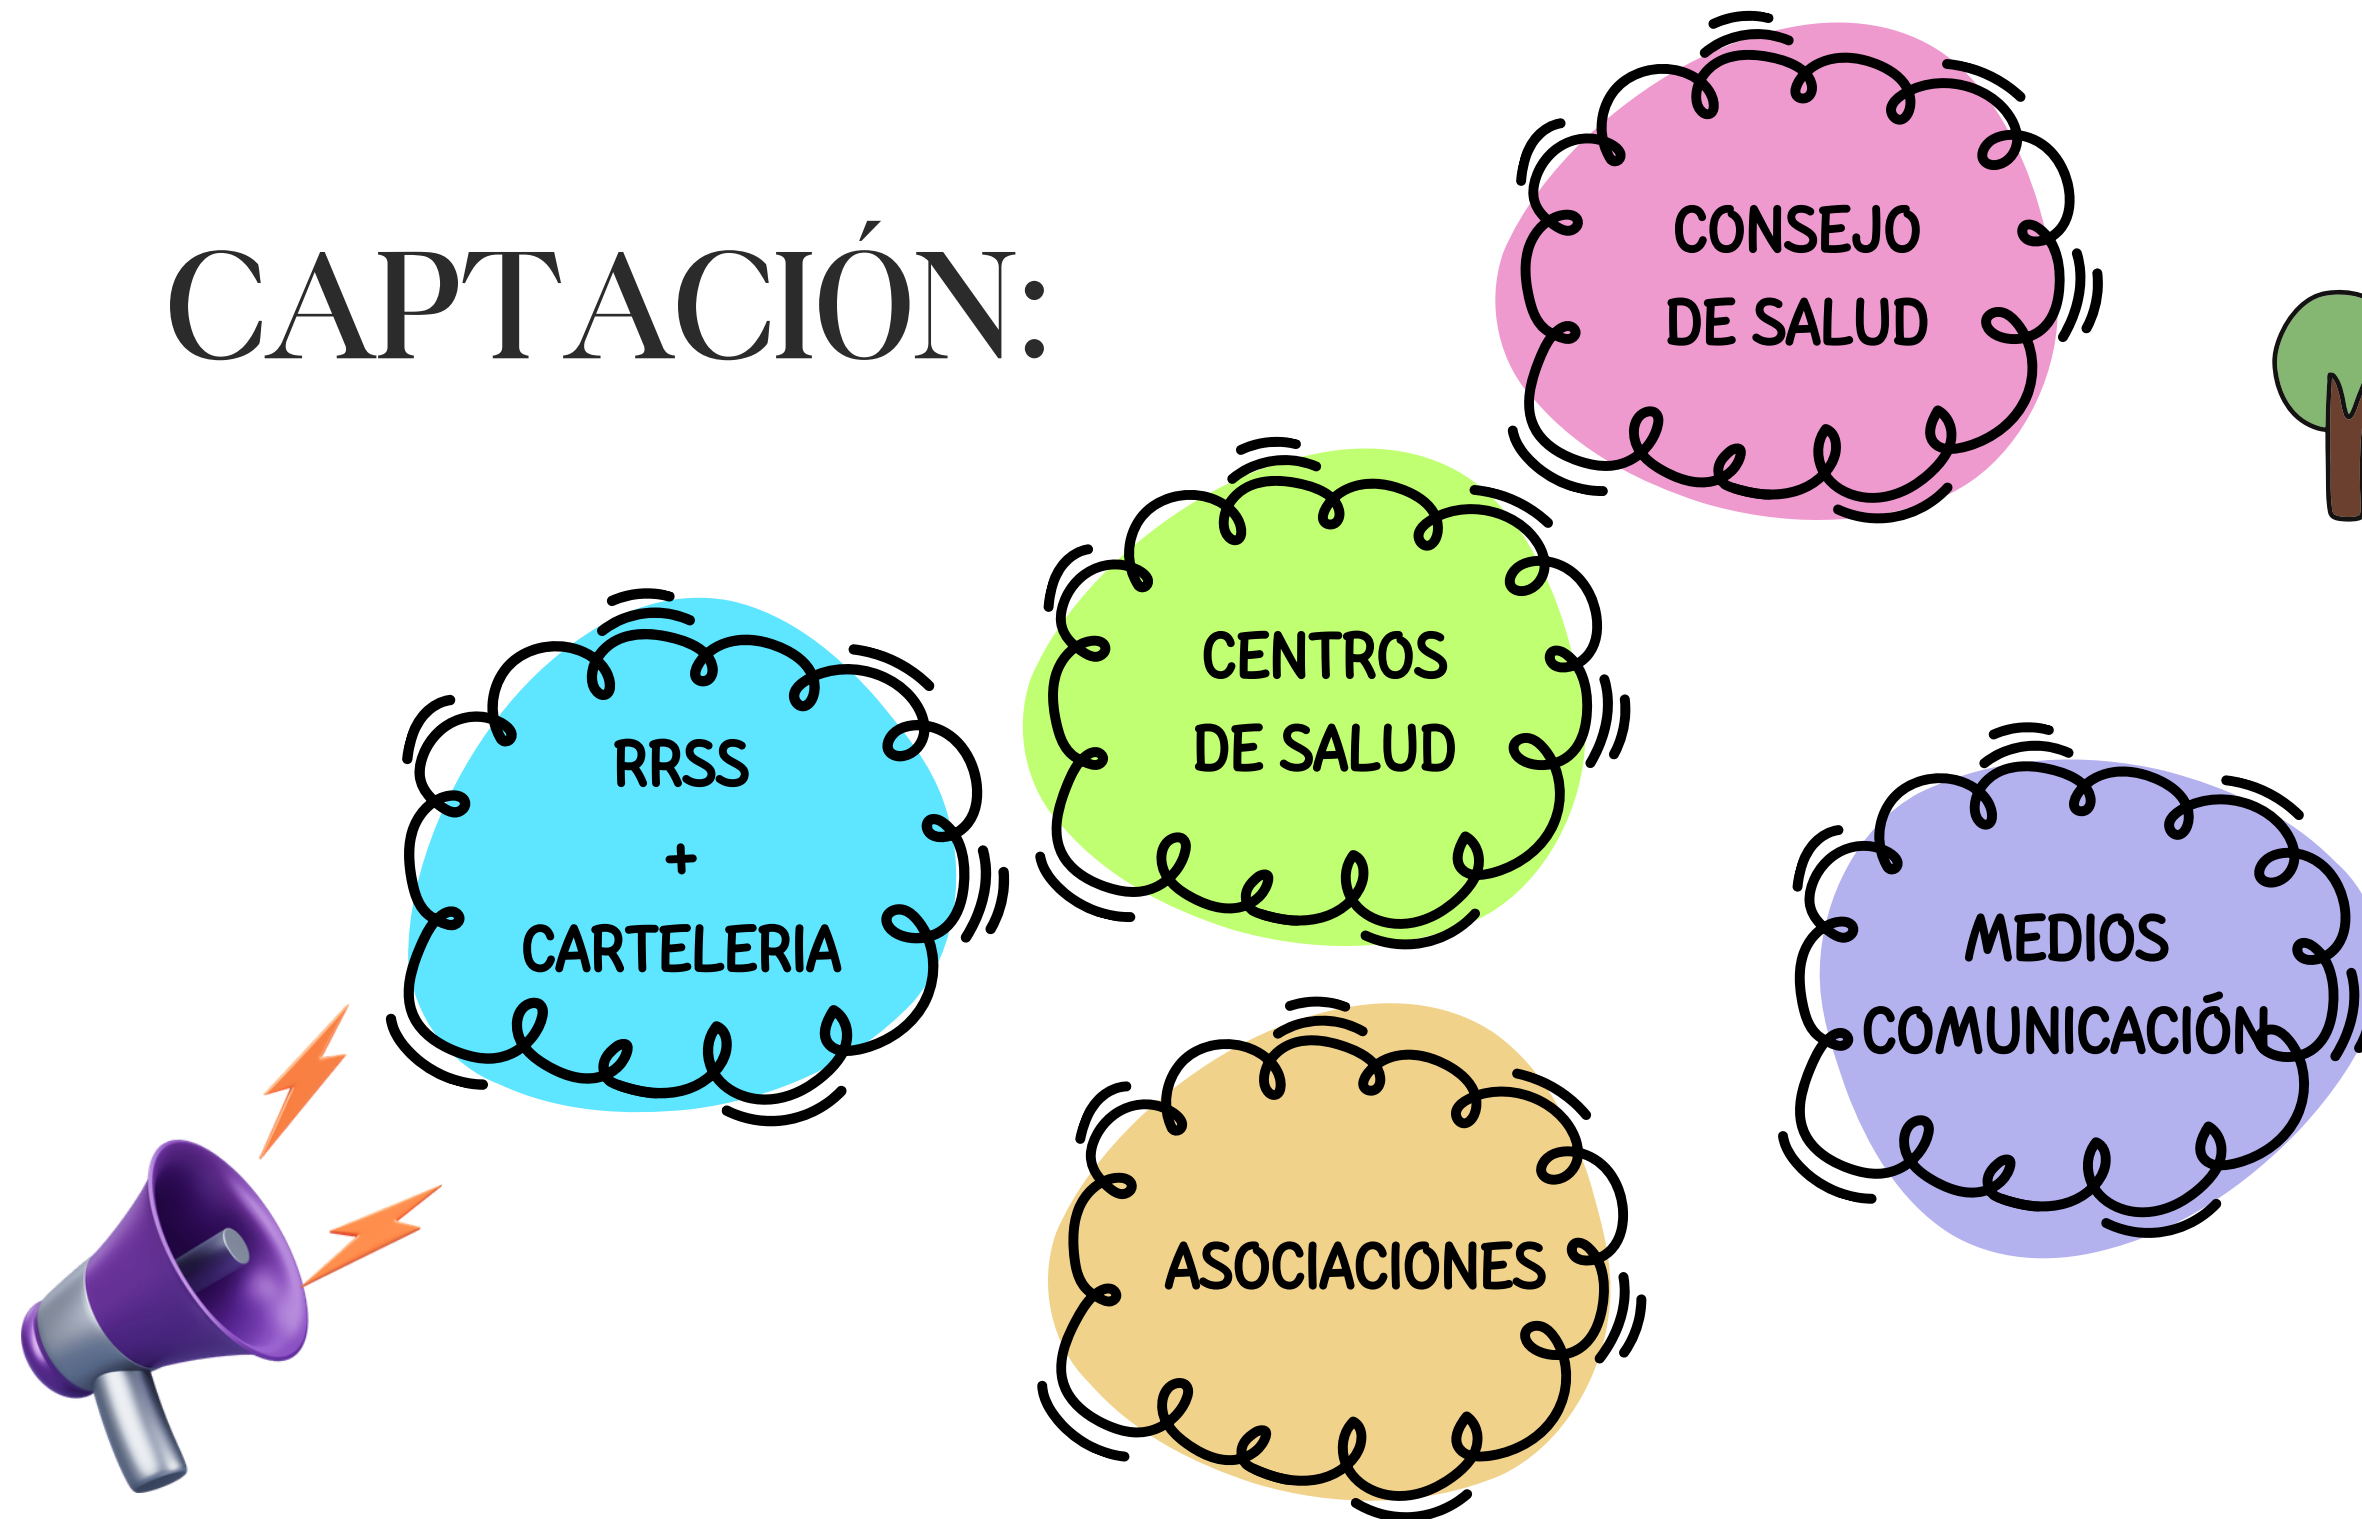 CAPTACIÓN:
CONSEJO
DE SALUD
CENTROS
DE SALUD
RRSS
+
CARTELERIA
MEDIOS
COMUNICACIÓN
ASOCIACIONES